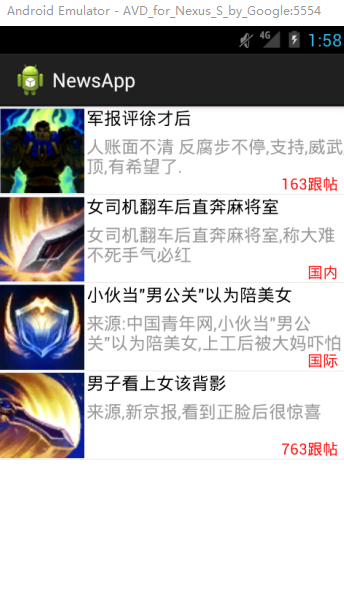 Android Emulator - AVD_for_Nexus_S_by_Google:5554
4G 1:58
NewsApp
军报评徐才后
人账面不清 反腐步不停,支持,威武
顶,有希望了.
163跟帖
女司机翻车后直奔麻将室
女司机翻车后直奔麻将室,称大难
不死手气必红
国内
小伙当"男公关"以为陪美女
来源:中国青年网,小伙当"男公
关"以为陪美女,上工后被大妈吓怕
国际
男子看上女该背影
来源,新京报,看到正脸后很惊喜
763跟帖